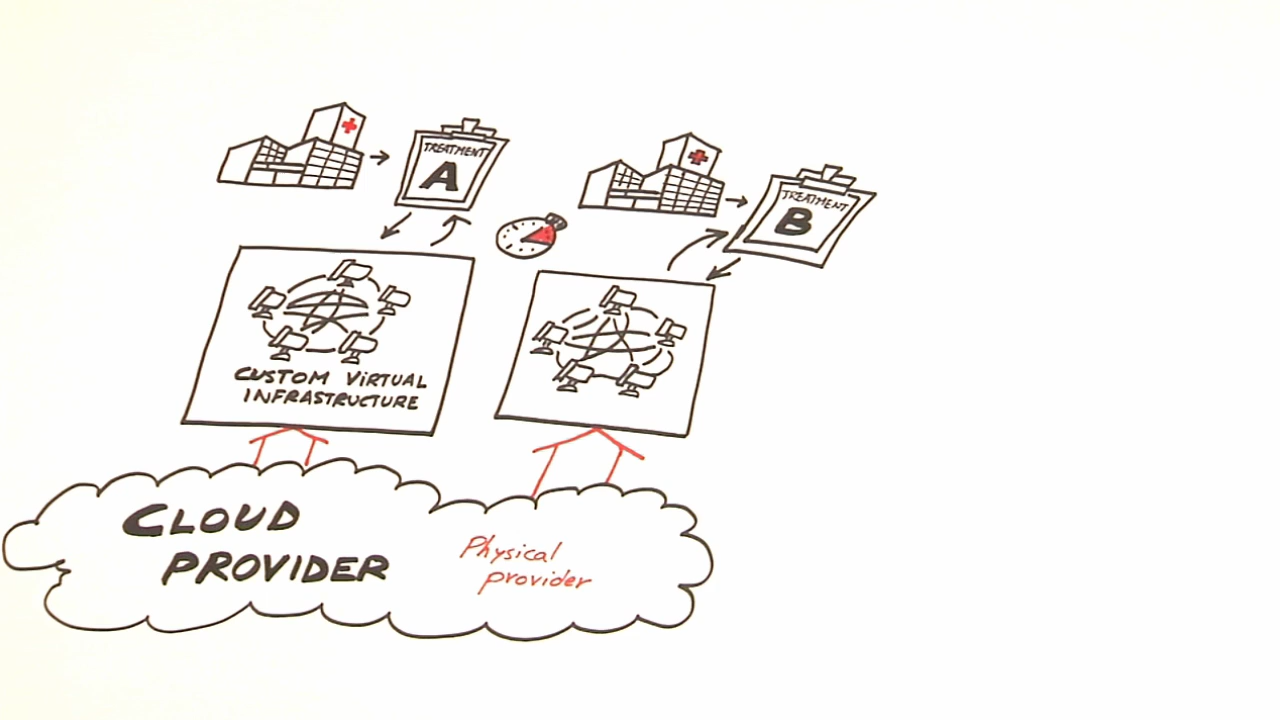 TREATMENT
A
TREATMENT
B
CUSTOM VIRTUAL
INFRASTRUCTURE
CLOUD
PROVIDER
Physical
provider